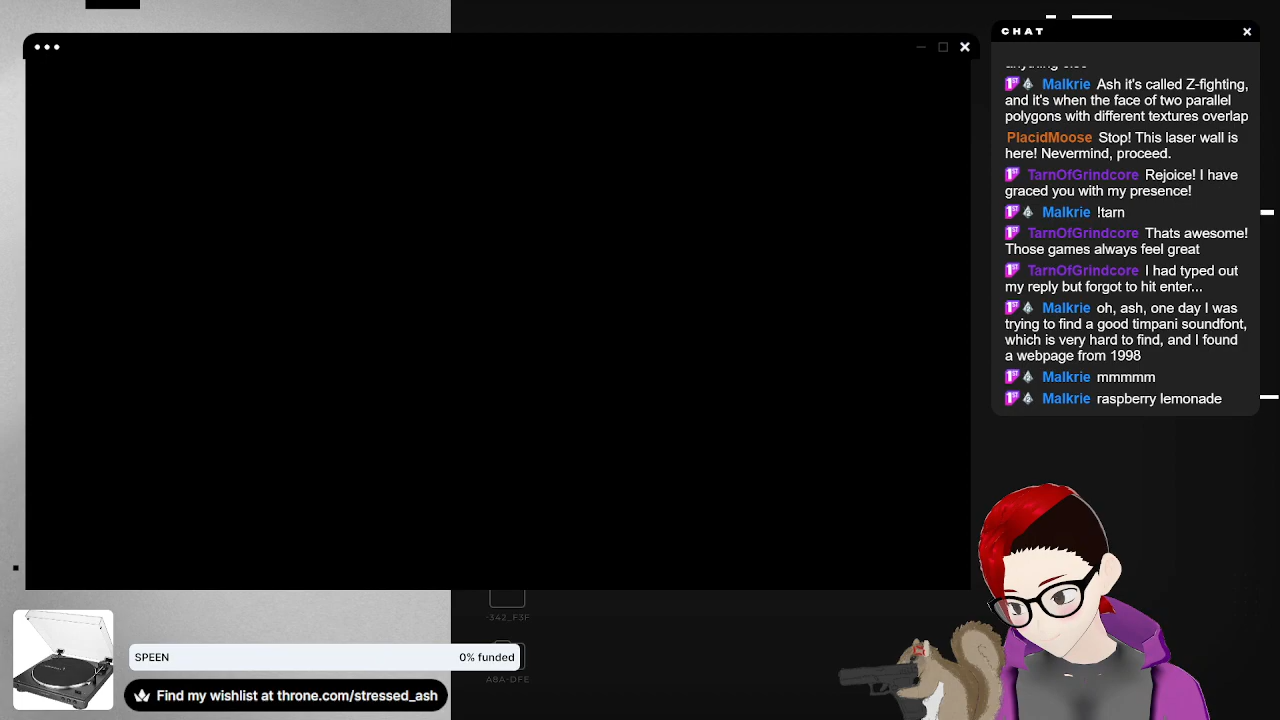 CHAT
anything else
Malkrie Ash it's called Z-fighting,
and it's when the face of two parallel
polygons with different textures overlap
PlacidMoose Stop! This laser wall is
here! Nevermind, proceed.
TarnOfGrindcore Rejoice! I have
graced you with my presence!
Malkrie !tarn
TarnOfGrindcore Thats awesome!
Those games always feel great
TarnOfGrindcore I had typed out
my reply but forgot to hit enter...
Malkrie oh, ash, one day I was
trying to find a good timpani soundfont,
which is very hard to find, and I found
a webpage from 1998
Malkrie mmmmm
Malkrie raspberry lemonade
-342_F3F
A8A-DFE
SPEEN 0% funded
Find my wishlist at throne.com/stressed_ash